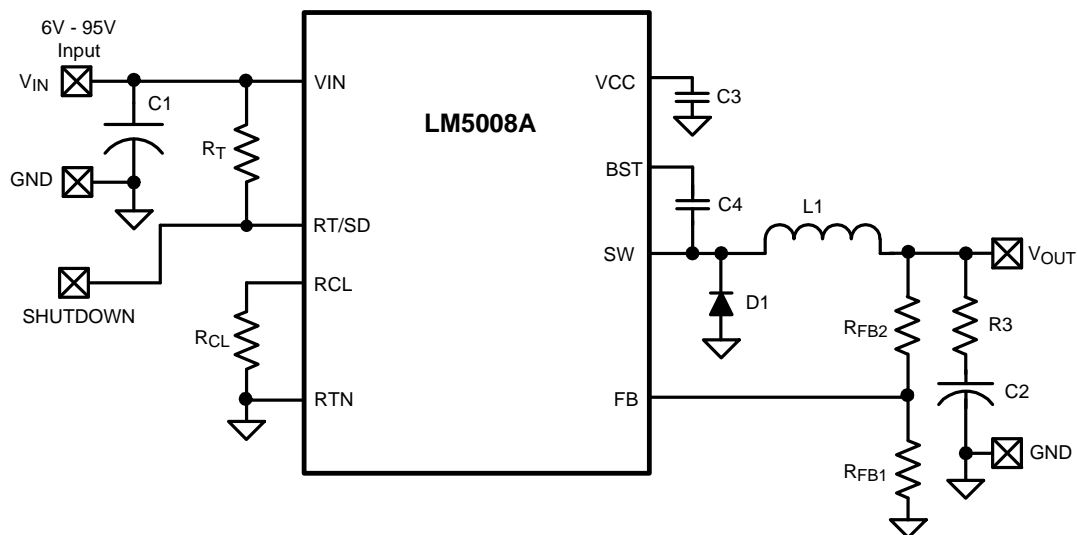 6V - 95V
Input
VIN
C1
GND
RT
SHUTDOWN
RCL
LM5008A
VIN
RT/SD
RCL
RTN
VCC
BST
SW
FB
C3
C4
L1
D1
VOUT
RFB2
R3
C2
GND
RFB1